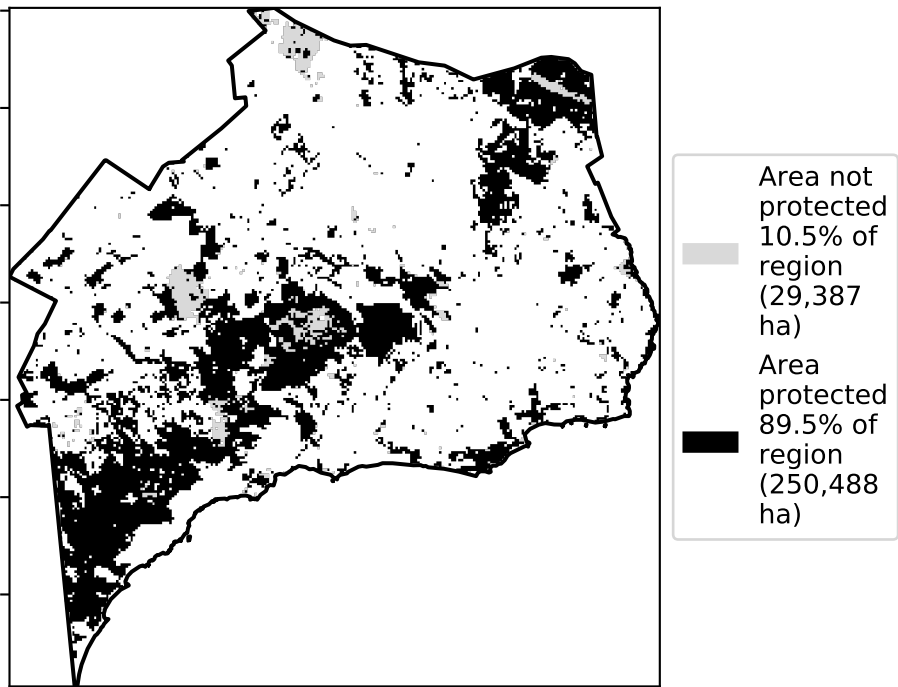 Area not
protected
10.5% of
region
(29,387
ha)
Area
protected
89.5% of
region
(250,488
ha)